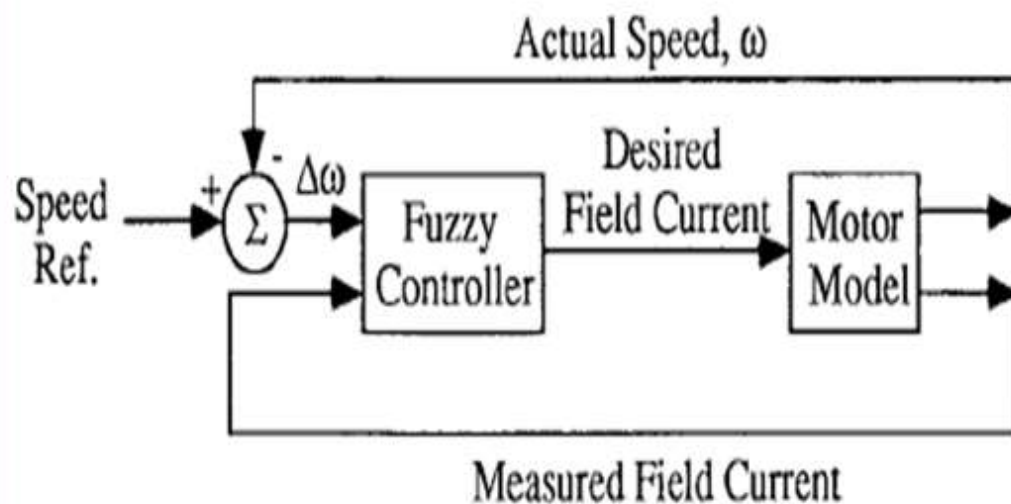 Actual Speed, ω
-
+
Δω
Speed
Ref.
Σ
Fuzzy
Controller
Desired
Field Current
Motor
Model
Measured Field Current